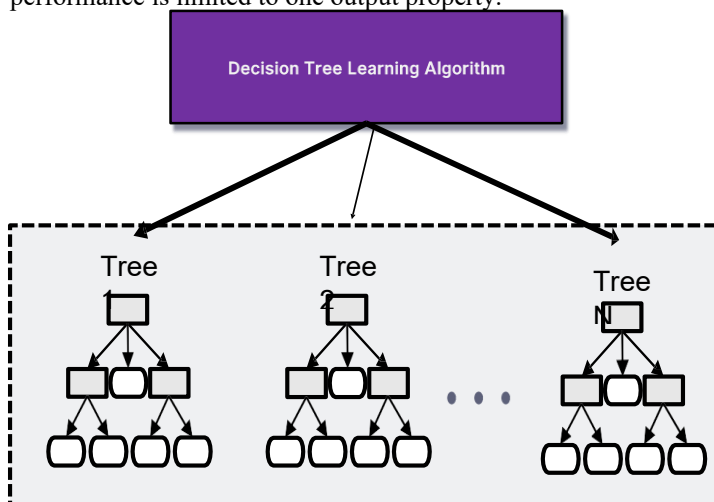 performance is limited to one output property.
Decision Tree Learning Algorithm
Tree
1
Tree
2
Tree
N